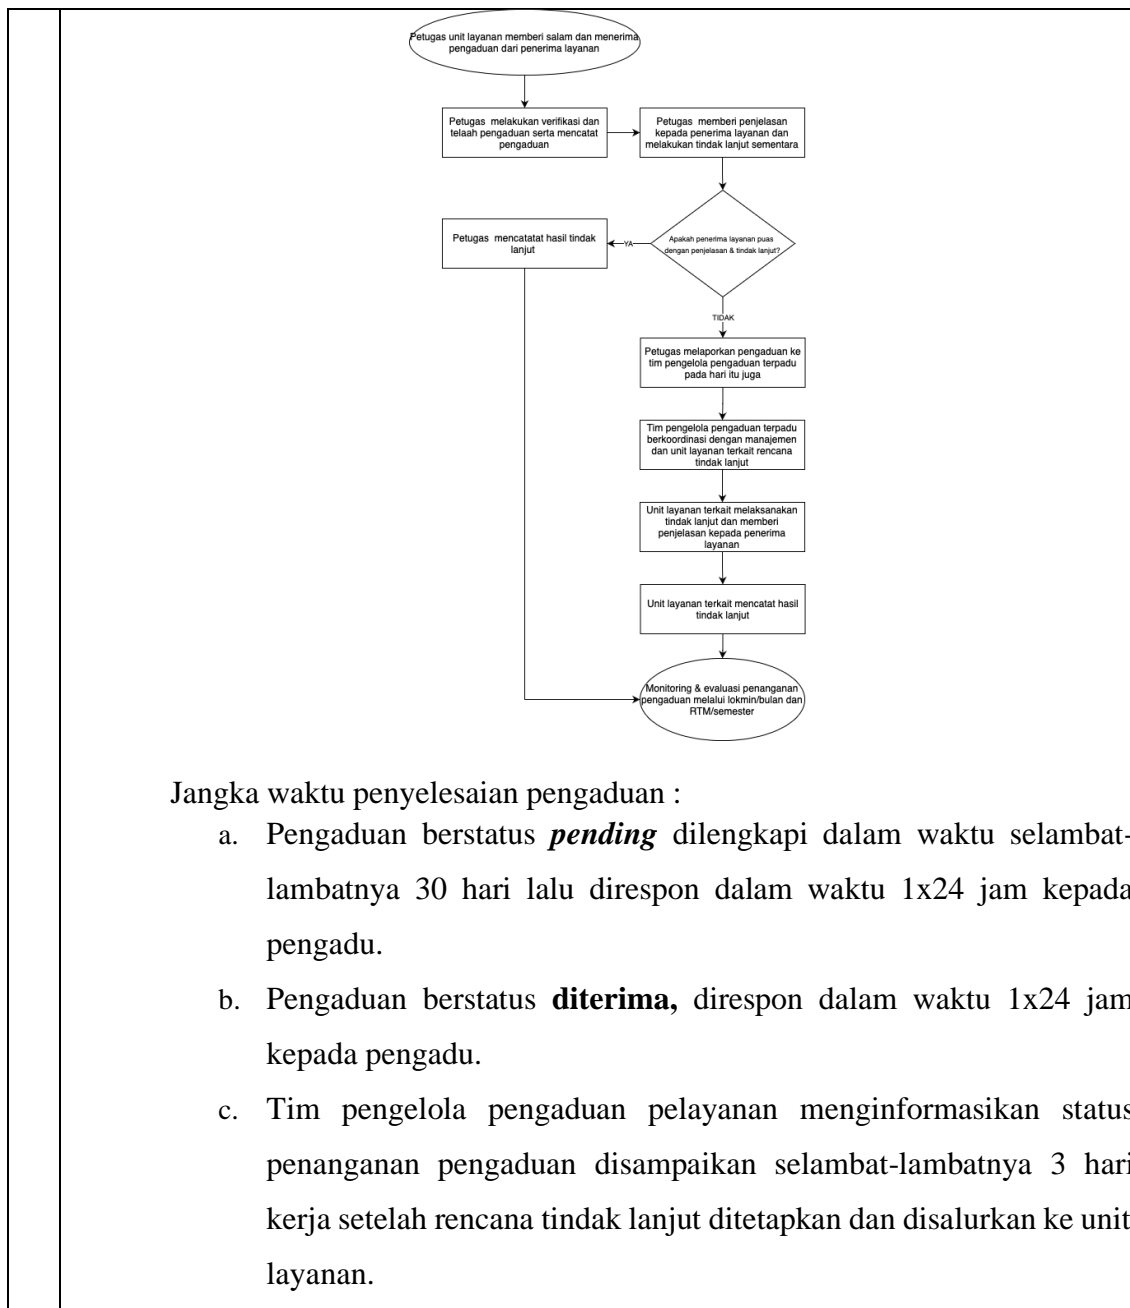 Petugas unit layanan memberi salam dan menerima
pengaduan dari penerima layanan
Petugas melakukan verifikasi dan
telaah pengaduan serta mencatat
pengaduan
Petugas memberi penjelasan
kepada penerima layanan dan
melakukan tindak lanjut sementara
Apakah penerima layanan puas
dengan penjelasan & tindak lanjut?
YA
Petugas mencatatat hasil tindak
lanjut
TIDAK
Petugas melaporkan pengaduan ke
tim pengelola pengaduan terpadu
pada hari itu juga
Tim pengelola pengaduan terpadu
berkoordinasi dengan manajemen
dan unit layanan terkait rencana
tindak lanjut
Unit layanan terkait melaksanakan
tindak lanjut dan memberi
penjelasan kepada penerima
layanan
Unit layanan terkait mencatat hasil
tindak lanjut
Monitoring & evaluasi penanganan
pengaduan melalui lokmin/bulan dan
RTM/semester
Jangka waktu penyelesaian pengaduan :
a. Pengaduan berstatus pending dilengkapi dalam waktu selambat-
lambatnya 30 hari lalu direspon dalam waktu 1x24 jam kepada
pengadu.
b. Pengaduan berstatus diterima, direspon dalam waktu 1x24 jam
kepada pengadu.
c. Tim pengelola pengaduan pelayanan menginformasikan status
penanganan pengaduan disampaikan selambat-lambatnya 3 hari
kerja setelah rencana tindak lanjut ditetapkan dan disalurkan ke unit
layanan.